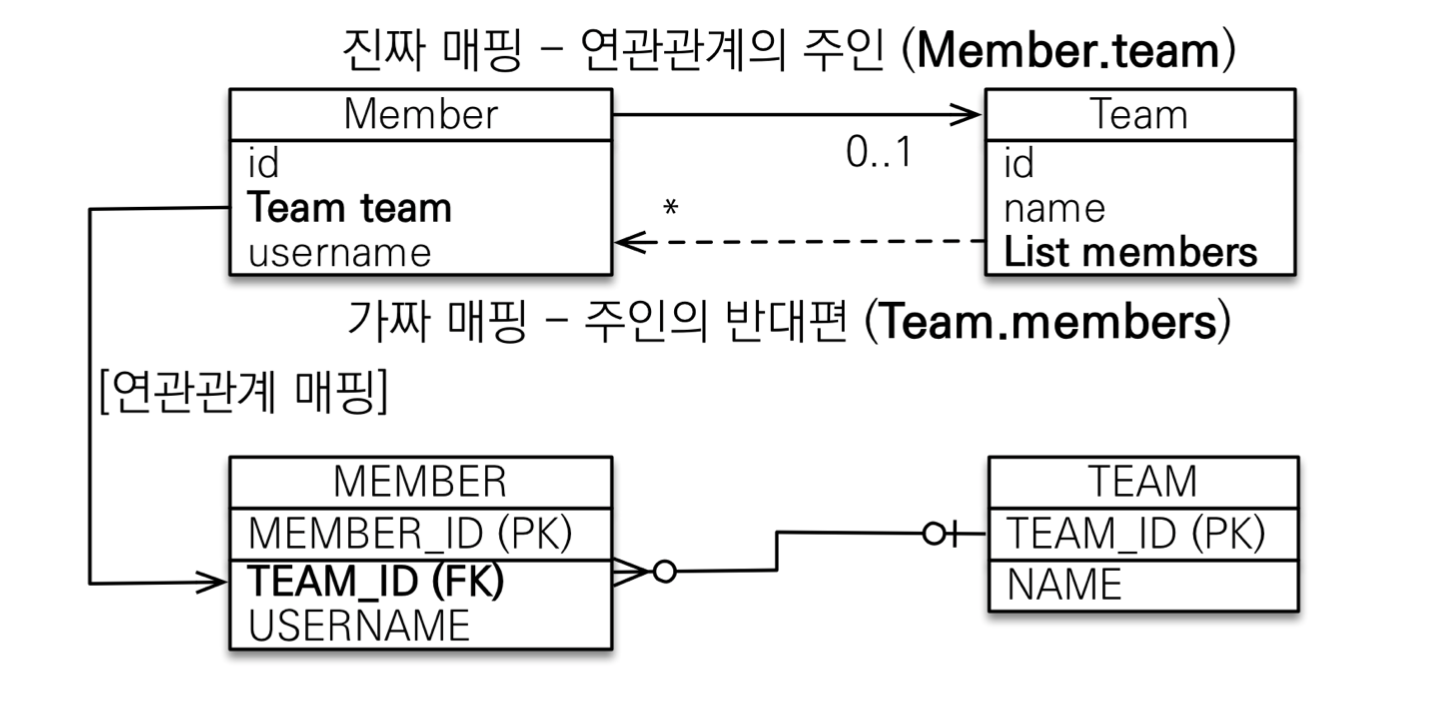 진짜 매핑 - 연관관계의 주인 (Member.team)
Member
Team
id
Team team
username
0..1
*
id
name
List members
가짜 매핑 - 주인의 반대편 (Team.members)
[연관관계 매핑]
MEMBER
MEMBER_ID (PK)
TEAM_ID (FK)
USERNAME
TEAM
TEAM_ID (PK)
NAME